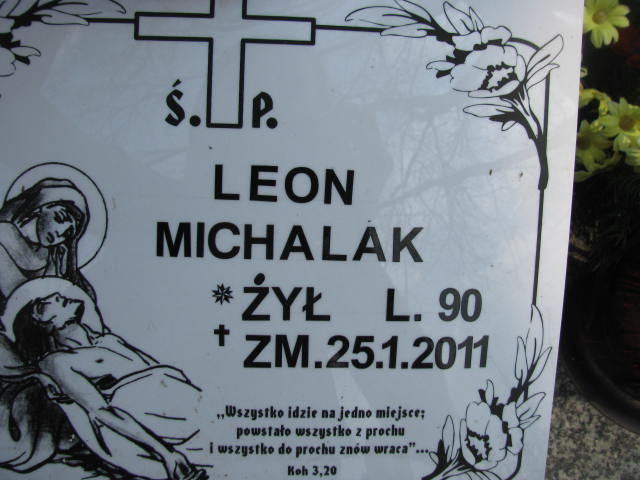 Ś. P.
LEON
MICHALAK
* ŻYŁ L. 90
† ZM.25.1.2011
„Wszystko idzie na jedno miejsce;
powstało wszystko z prochu
i wszystko do prochu znów wraca"...
Koh 3,20